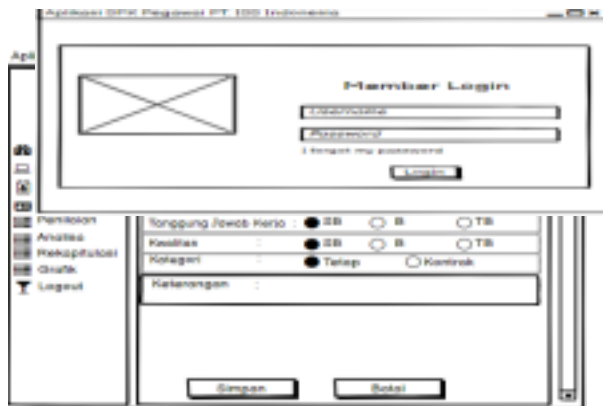 Aplikasi SPK Pegawai PT ISS Indonesia
Member Login
Username
Password
I forgot my password
Login
Apli
Penilaian
Analisa
Rekapitulasi
Grafik
Logout
Tanggung Jawab Kerja : SB B TB
Kualitas : SB B TB
Kategori : Tetap Kontrak
Keterangan :
Simpan Batal